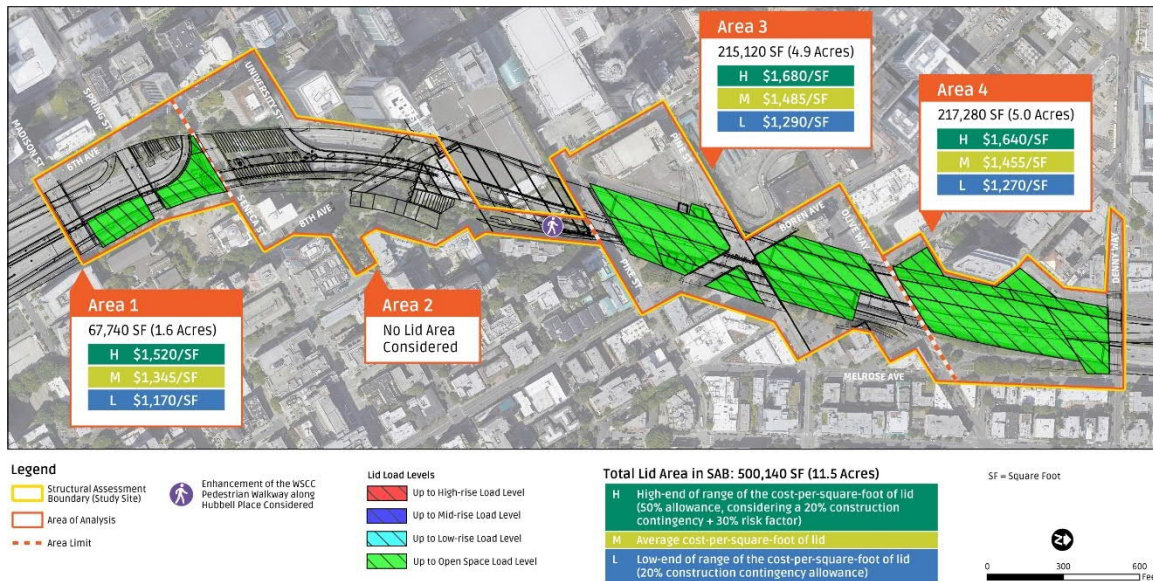 Area 3
215,120 SF (4.9 Acres)
H $1,680/SF
M $1,485/SF
L $1,290/SF
Area 4
217,280 SF (5.0 Acres)
H $1,640/SF
M $1,455/SF
L $1,270/SF
MADISON ST
SPRING ST
6TH AVE
UNIVERSITY ST
SENECA ST
8TH AVE
PIKE ST
PINE ST
BOREN AVE
OLIVE WAY
MELROSE AVE
DENNY WAY
Area 1
67,740 SF (1.6 Acres)
H $1,520/SF
M $1,345/SF
L $1,170/SF
Area 2
No Lid Area
Considered
Legend
Structural Assessment
Boundary (Study Site)
Area of Analysis
Area Limit
Enhancement of the WSCC
Pedestrian Walkway along
Hubbell Place Considered
Lid Load Levels
Up to High-rise Load Level
Up to Mid-rise Load Level
Up to Low-rise Load Level
Up to Open Space Load Level
Total Lid Area in SAB: 500,140 SF (11.5 Acres)
H High-end of range of the cost-per-square-foot of lid
(50% allowance, considering a 20% construction
contingency + 30% risk factor)
M Average cost-per-square-foot of lid
L Low-end of range of the cost-per-square-foot of lid
(20% construction contingency allowance)
SF = Square Foot
N
0 300 600
Feet